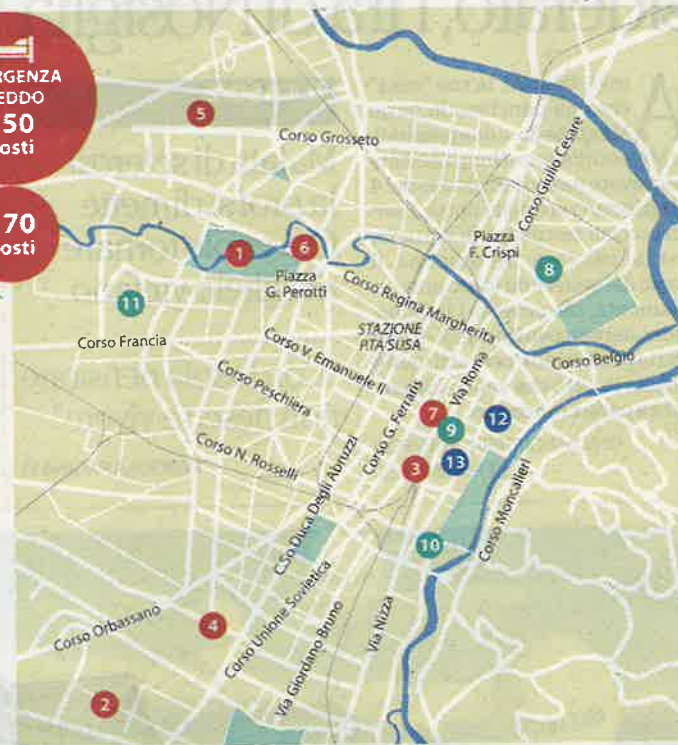 EDDO
50
osti
70
osti
5
Corso Grosseto
Corso Giulio Cesare
1
6
Piazza
F. Crispi
8
Piazza
G. Perotti
Corso Regina Margherita
11
Corso Francia
STAZIONE
P.TA SUSA
Corso V. Emanuele II
Corso Belgio
Corso Peschiera
Via Roma
Corso G. Ferraris
7
9
12
Corso N. Rosselli
3
13
C.So Duca Degli Abruzzi
Corso Moncalieri
10
Corso Unione Sovietica
Via Giordano Bruno
Via Nizza
Corso Orbassano
4
2